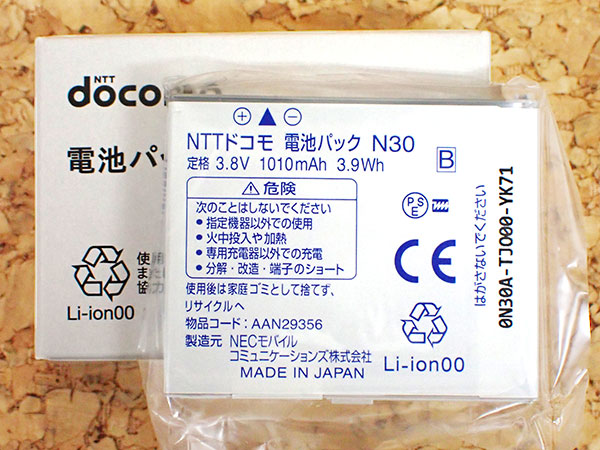 NTT
doco
電池パッ
使用
また
協力
Li-ion00
NTTドコモ 電池パック N30
定格 3.8V 1010mAh 3.9Wh
B
危険
次のことはしないでください
• 指定機器以外での使用
• 火中投入や加熱
• 専用充電器以外での充電
• 分解・改造・端子のショート
使用後は家庭ゴミとして捨てず、
リサイクルへ
物品コード：AAN29356
製造元 NECモバイル
コミュニケーションズ株式会社
MADE IN JAPAN
PSE
CE
Li-ion00
はがさないでください
0N30A-TJO00-YK71